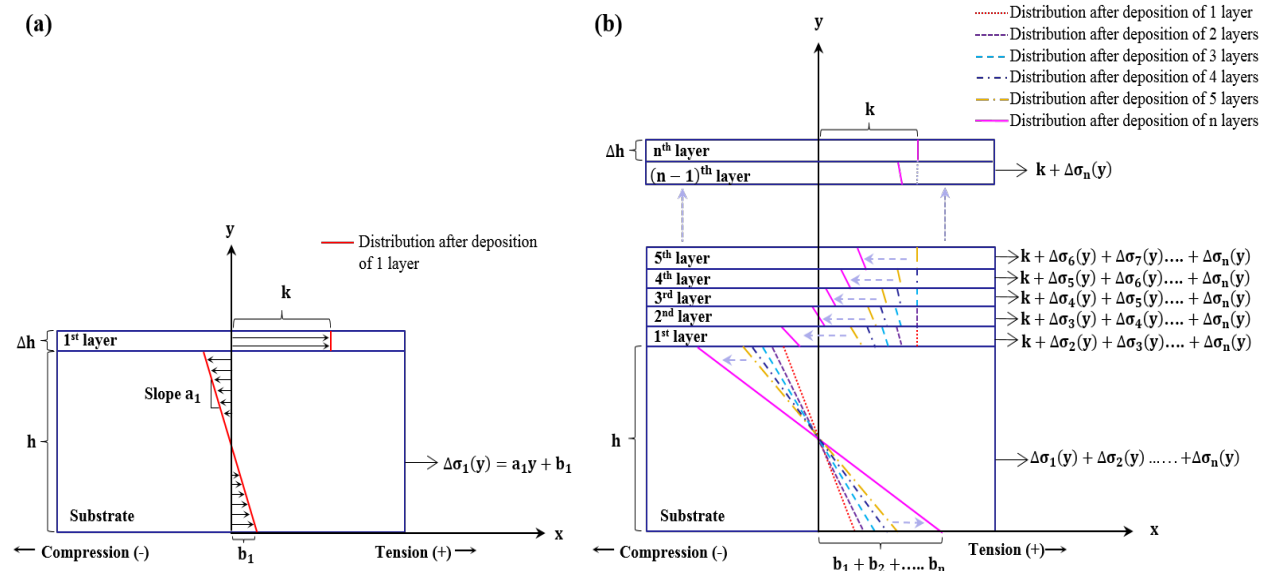 (a)
y
Distribution after deposition
of 1 layer
k
Δh
1st layer
Slope a₁
h
Δσ₁(y) = a₁y + b₁
Substrate
x
b₁
← Compression (-)
Tension (+) →
(b)
y
Distribution after deposition of 1 layer
Distribution after deposition of 2 layers
Distribution after deposition of 3 layers
Distribution after deposition of 4 layers
Distribution after deposition of 5 layers
Distribution after deposition of n layers
k
Δh
nth layer
(n − 1)th layer
k + Δσₙ(y)
5th layer
k + Δσ₆(y) + Δσ₇(y).... + Δσₙ(y)
4th layer
k + Δσ₅(y) + Δσ₆(y).... + Δσₙ(y)
3rd layer
k + Δσ₄(y) + Δσ₅(y).... + Δσₙ(y)
2nd layer
k + Δσ₃(y) + Δσ₄(y).... + Δσₙ(y)
1st layer
k + Δσ₂(y) + Δσ₃(y).... + Δσₙ(y)
h
Δσ₁(y) + Δσ₂(y) ...... +Δσₙ(y)
Substrate
x
← Compression (-)
Tension (+) →
b₁ + b₂ + ..... bₙ